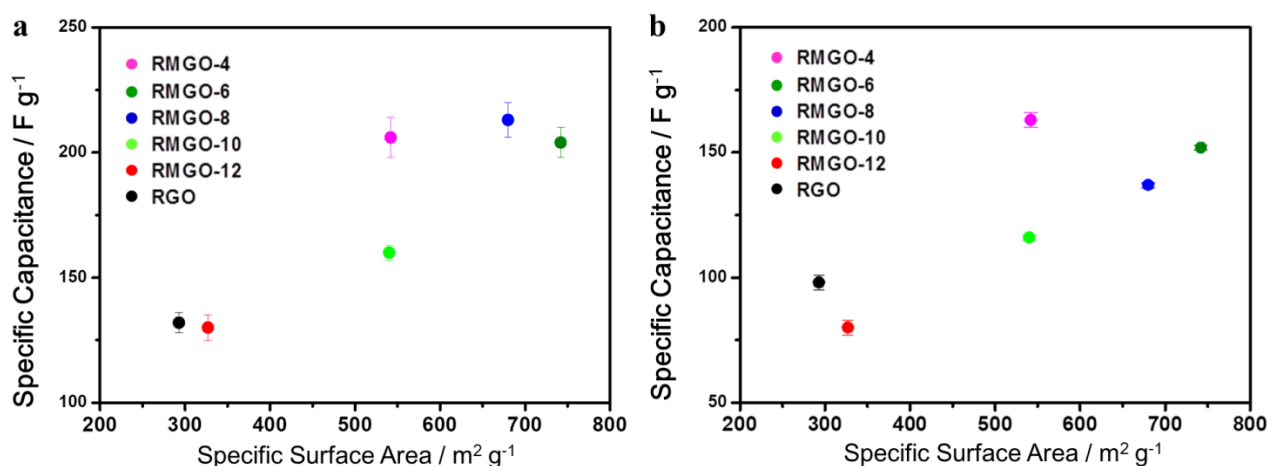 a
250
200
150
100
Specific Capacitance / F g⁻¹
RMGO-4
RMGO-6
RMGO-8
RMGO-10
RMGO-12
RGO
200 300 400 500 600 700 800
Specific Surface Area / m² g⁻¹
b
200
150
100
50
Specific Capacitance / F g⁻¹
RMGO-4
RMGO-6
RMGO-8
RMGO-10
RMGO-12
RGO
200 300 400 500 600 700 800
Specific Surface Area / m² g⁻¹